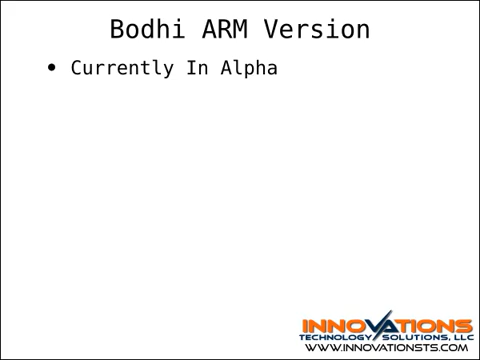 Bodhi ARM Version
• Currently In Alpha
INNOVATIONS
TECHNOLOGY SOLUTIONS, LLC
WWW.INNOVATIONSTS.COM